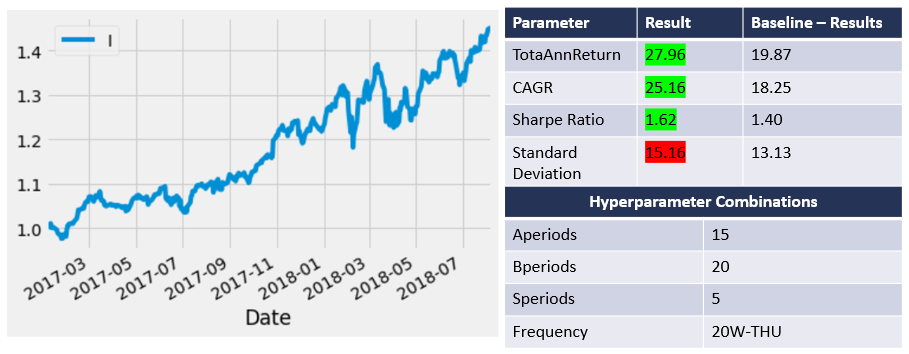 I
1.4
1.3
1.2
1.1
1.0
2017-03
2017-05
2017-07
2017-09
2017-11
2018-01
2018-03
2018-05
2018-07
Date
Parameter Result Baseline – Results
TotaAnnReturn 27.96 19.87
CAGR 25.16 18.25
Sharpe Ratio 1.62 1.40
Standard 15.16 13.13
Deviation
Hyperparameter Combinations
Aperiods 15
Bperiods 20
Speriods 5
Frequency 20W-THU